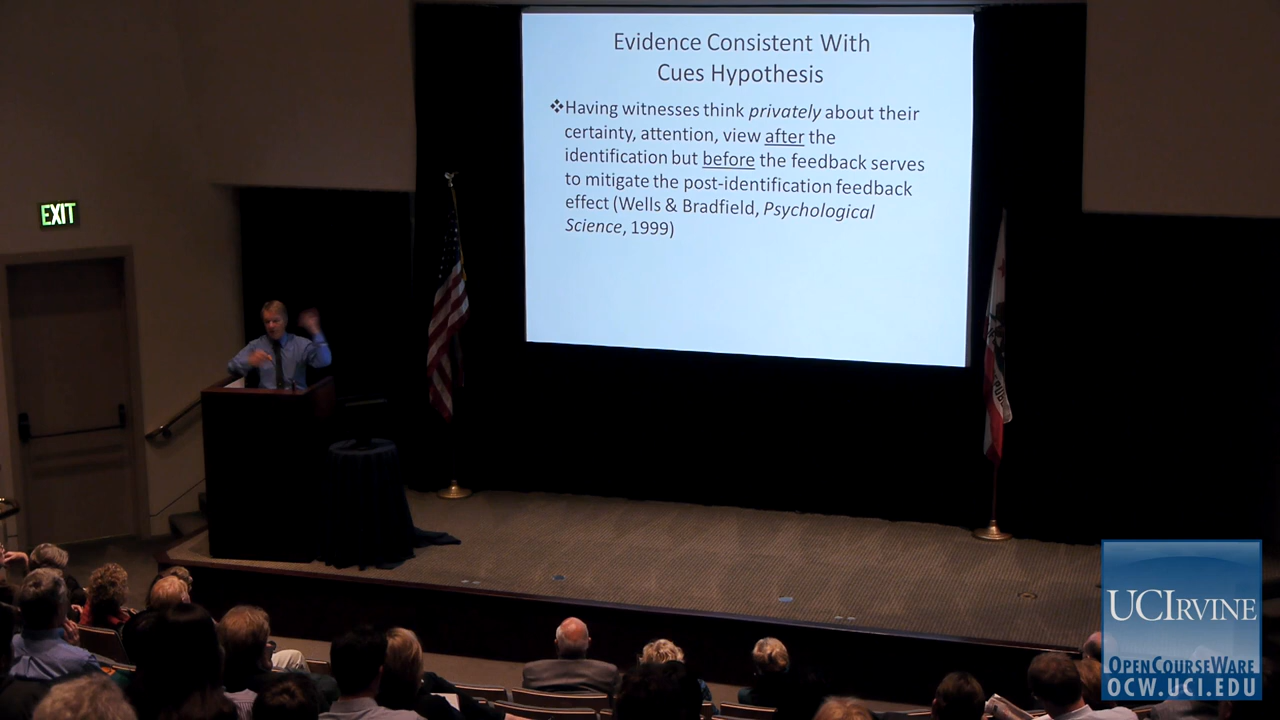 Evidence Consistent With
Cues Hypothesis
❖Having witnesses think privately about their
certainty, attention, view after the
identification but before the feedback serves
to mitigate the post-identification feedback
effect (Wells & Bradfield, Psychological
Science, 1999)
EXIT
UCIRVINE
OPENCOURSEWARE
OCW.UCI.EDU